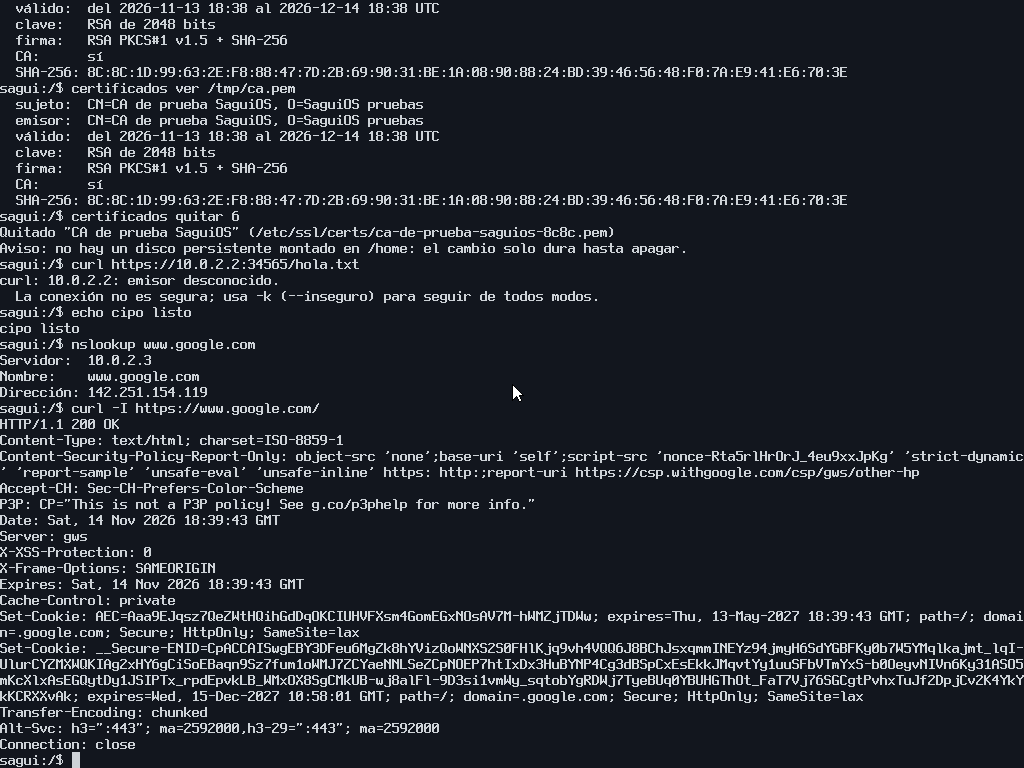 válido:  del 2026-11-13 18:38 al 2026-12-14 18:38 UTC
  clave:   RSA de 2048 bits
  firma:   RSA PKCS#1 v1.5 + SHA-256
  CA:      sí
  SHA-256: 8C:8C:1D:99:63:2E:F8:88:47:7D:2B:69:90:31:BE:1A:08:90:88:24:BD:39:46:56:48:F0:7A:E9:41:E6:70:3E
sagui:/$ certificados ver /tmp/ca.pem
  sujeto:  CN=CA de prueba SaguiOS, O=SaguiOS pruebas
  emisor:  CN=CA de prueba SaguiOS, O=SaguiOS pruebas
  válido:  del 2026-11-13 18:38 al 2026-12-14 18:38 UTC
  clave:   RSA de 2048 bits
  firma:   RSA PKCS#1 v1.5 + SHA-256
  CA:      sí
  SHA-256: 8C:8C:1D:99:63:2E:F8:88:47:7D:2B:69:90:31:BE:1A:08:90:88:24:BD:39:46:56:48:F0:7A:E9:41:E6:70:3E
sagui:/$ certificados quitar 6
Quitado "CA de prueba SaguiOS" (/etc/ssl/certs/ca-de-prueba-saguios-8c8c.pem)
Aviso: no hay un disco persistente montado en /home: el cambio solo dura hasta apagar.
sagui:/$ curl https://10.0.2.2:34565/hola.txt
curl: 10.0.2.2: emisor desconocido.
  La conexión no es segura; usa -k (--inseguro) para seguir de todos modos.
sagui:/$ echo cipo listo
cipo listo
sagui:/$ nslookup www.google.com
Servidor:  10.0.2.3
Nombre:    www.google.com
Dirección: 142.251.154.119
sagui:/$ curl -I https://www.google.com/
HTTP/1.1 200 OK
Content-Type: text/html; charset=ISO-8859-1
Content-Security-Policy-Report-Only: object-src 'none';base-uri 'self';script-src 'nonce-Rta5rlHrOrJ_4eu9xxJpKg' 'strict-dynamic
' 'report-sample' 'unsafe-eval' 'unsafe-inline' https: http:;report-uri https://csp.withgoogle.com/csp/gws/other-hp
Accept-CH: Sec-CH-Prefers-Color-Scheme
P3P: CP="This is not a P3P policy! See g.co/p3phelp for more info."
Date: Sat, 14 Nov 2026 18:39:43 GMT
Server: gws
X-XSS-Protection: 0
X-Frame-Options: SAMEORIGIN
Expires: Sat, 14 Nov 2026 18:39:43 GMT
Cache-Control: private
Set-Cookie: AEC=Aaa9EJqsz7QeZWtHQihGdDqOKCIUHVFXsm4GomEGxNOsAV7M-hWMZjTDWw; expires=Thu, 13-May-2027 18:39:43 GMT; path=/; domai
n=.google.com; Secure; HttpOnly; SameSite=lax
Set-Cookie: __Secure-ENID=CpACCAISwgEBY3DFeu6MgZk8hYVizQoWNXS2S0FHlKjq9vh4VOQ6J8BChJsxqmmINEYz94jmyH6SdYGBFKy0b7W5YMqlkajmt_lqI-
UlurCYZMXWQKIAg2xHY6gCiSoEBaqn9Sz7fum1oWMJ7ZCYaeNNLSeZCpNOEP7htIxDx3HuBYNP4Cg3dBSpCxEsEkkJMqvtYy1uuSFbVTmYxS-b0OeyvNIVn6Ky31ASO5
mKcXlxAsEGQytDy1JSIPTx_rpdEpvkLB_WMxOX8SgCMkUB-wj8alFl-9D3si1vmWy_sqtobYgRDWj7TyeBUq0YBUHGThOt_FaT7Vj76SGCgtPvhxTuJf2DpjCv2K4YkY
kKCRXXvAk; expires=Wed, 15-Dec-2027 10:58:01 GMT; path=/; domain=.google.com; Secure; HttpOnly; SameSite=lax
Transfer-Encoding: chunked
Alt-Svc: h3=":443"; ma=2592000,h3-29=":443"; ma=2592000
Connection: close
sagui:/$